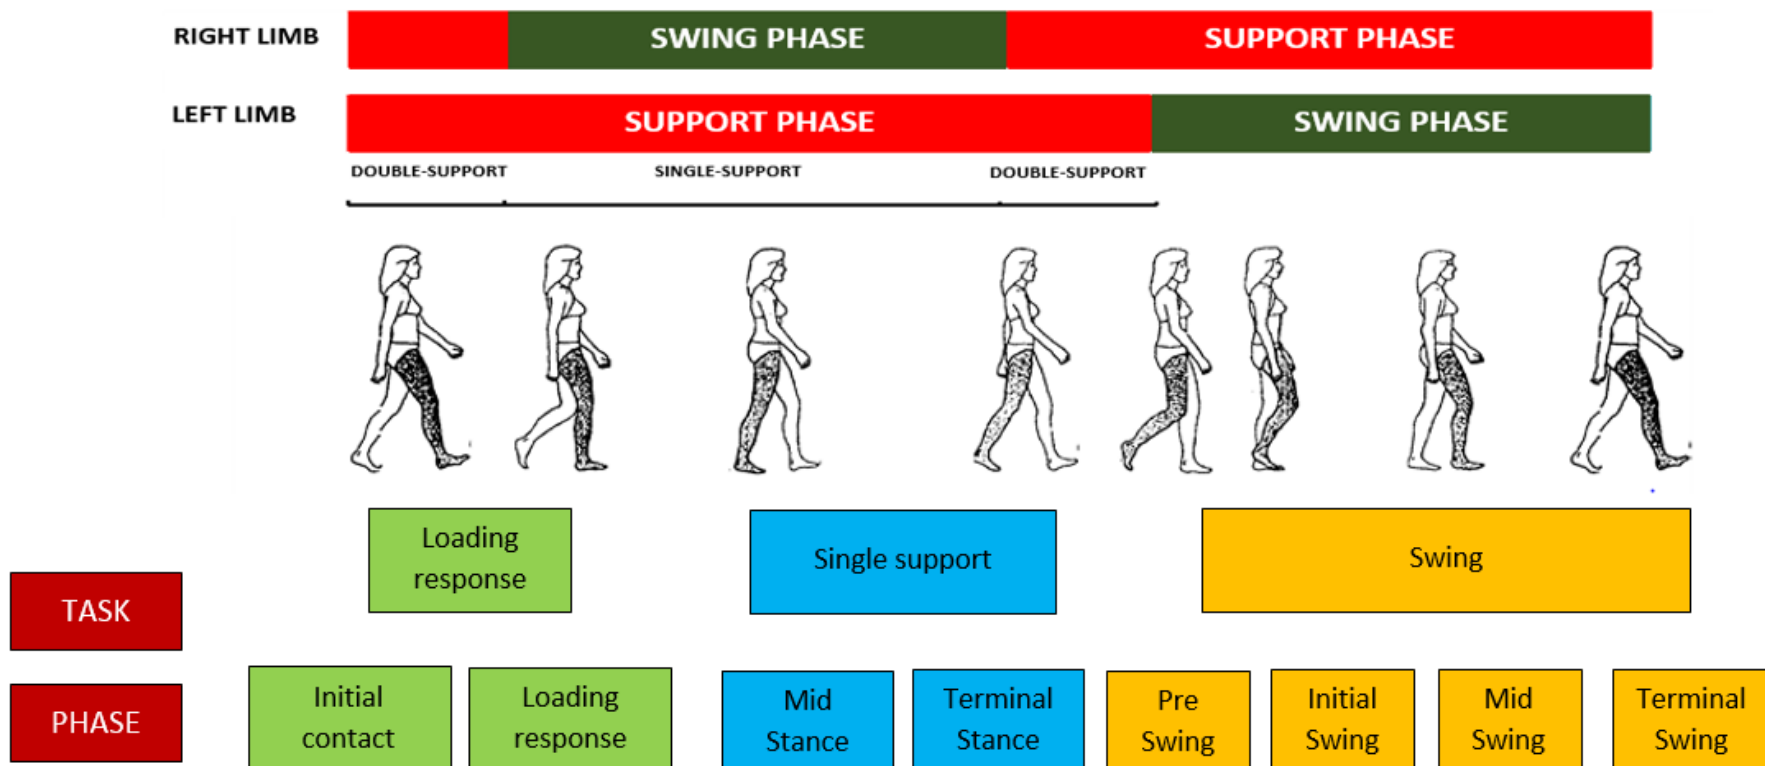 RIGHT LIMB
SWING PHASE
SUPPORT PHASE
LEFT LIMB
SUPPORT PHASE
SWING PHASE
DOUBLE-SUPPORT
SINGLE-SUPPORT
DOUBLE-SUPPORT
Loading
response
Single support
Swing
TASK
PHASE
Initial
contact
Loading
response
Mid
Stance
Terminal
Stance
Pre
Swing
Initial
Swing
Mid
Swing
Terminal
Swing